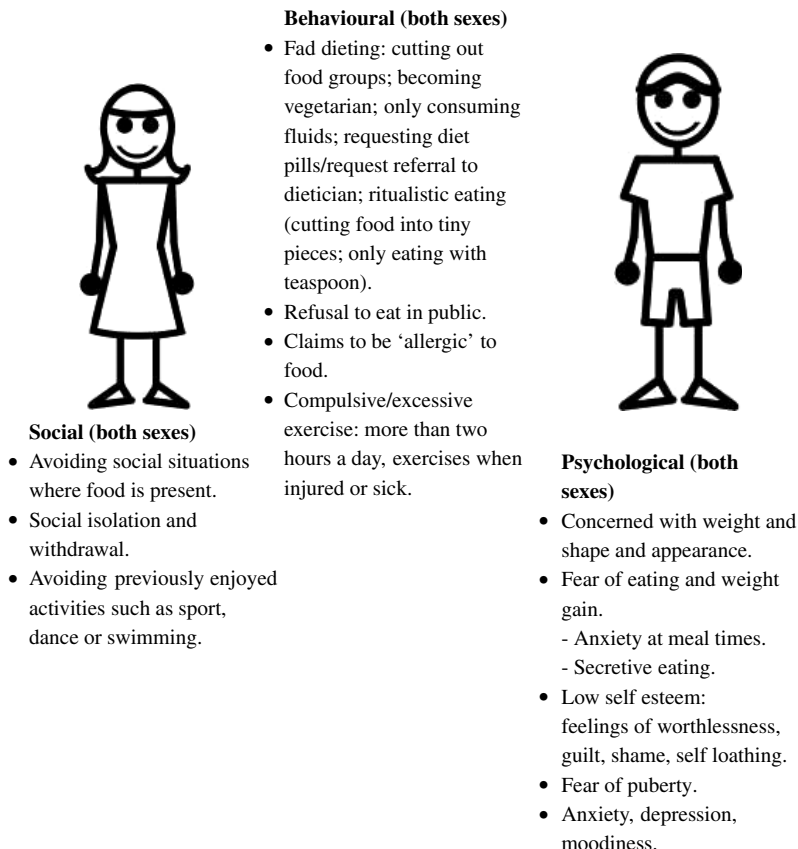 Behavioural (both sexes)
• Fad dieting: cutting out
food groups; becoming
vegetarian; only consuming
fluids; requesting diet
pills/request referral to
dietician; ritualistic eating
(cutting food into tiny
pieces; only eating with
teaspoon).
• Refusal to eat in public.
• Claims to be ‘allergic’ to
food.
• Compulsive/excessive
exercise: more than two
hours a day, exercises when
injured or sick.
Social (both sexes)
• Avoiding social situations
where food is present.
• Social isolation and
withdrawal.
• Avoiding previously enjoyed
activities such as sport,
dance or swimming.
Psychological (both
sexes)
• Concerned with weight and
shape and appearance.
• Fear of eating and weight
gain.
- Anxiety at meal times.
- Secretive eating.
• Low self esteem:
feelings of worthlessness,
guilt, shame, self loathing.
• Fear of puberty.
• Anxiety, depression,
moodiness.